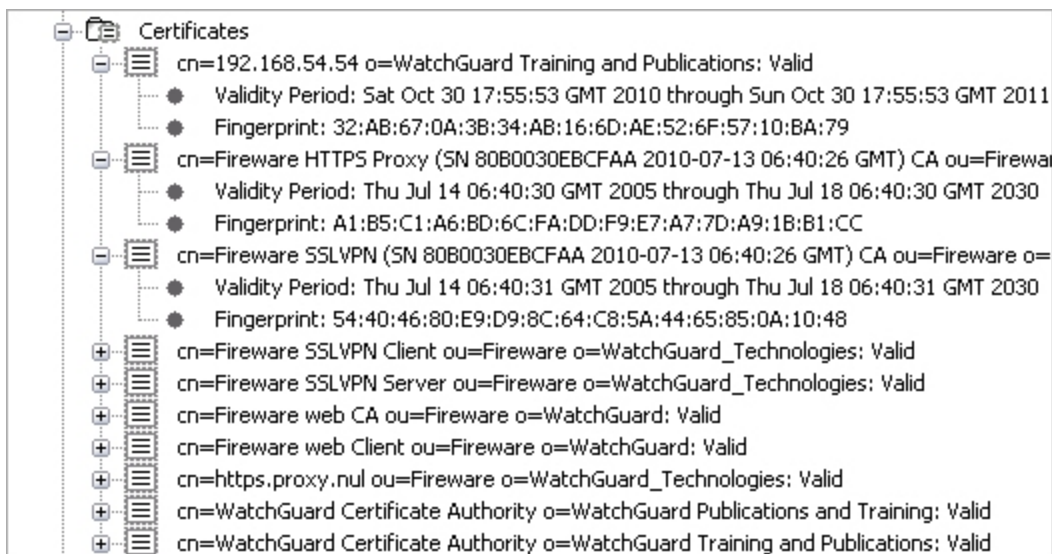 Certificates
cn=192.168.54.54 o=WatchGuard Training and Publications: Valid
Validity Period: Sat Oct 30 17:55:53 GMT 2010 through Sun Oct 30 17:55:53 GMT 2011
Fingerprint: 32:AB:67:0A:3B:34:AB:16:6D:AE:52:6F:57:10:BA:79
cn=Fireware HTTPS Proxy (SN 80B0030EBCFAA 2010-07-13 06:40:26 GMT) CA ou=Firewar
Validity Period: Thu Jul 14 06:40:30 GMT 2005 through Thu Jul 18 06:40:30 GMT 2030
Fingerprint: A1:B5:C1:A6:BD:6C:FA:DD:F9:E7:A7:7D:A9:1B:B1:CC
cn=Fireware SSLVPN (SN 80B0030EBCFAA 2010-07-13 06:40:26 GMT) CA ou=Fireware o=
Validity Period: Thu Jul 14 06:40:31 GMT 2005 through Thu Jul 18 06:40:31 GMT 2030
Fingerprint: 54:40:46:80:E9:D9:8C:64:C8:5A:44:65:85:0A:10:48
cn=Fireware SSLVPN Client ou=Fireware o=WatchGuard_Technologies: Valid
cn=Fireware SSLVPN Server ou=Fireware o=WatchGuard_Technologies: Valid
cn=Fireware web CA ou=Fireware o=WatchGuard: Valid
cn=Fireware web Client ou=Fireware o=WatchGuard: Valid
cn=https.proxy.nul ou=Fireware o=WatchGuard_Technologies: Valid
cn=WatchGuard Certificate Authority o=WatchGuard Publications and Training: Valid
cn=WatchGuard Certificate Authority o=WatchGuard Training and Publications: Valid